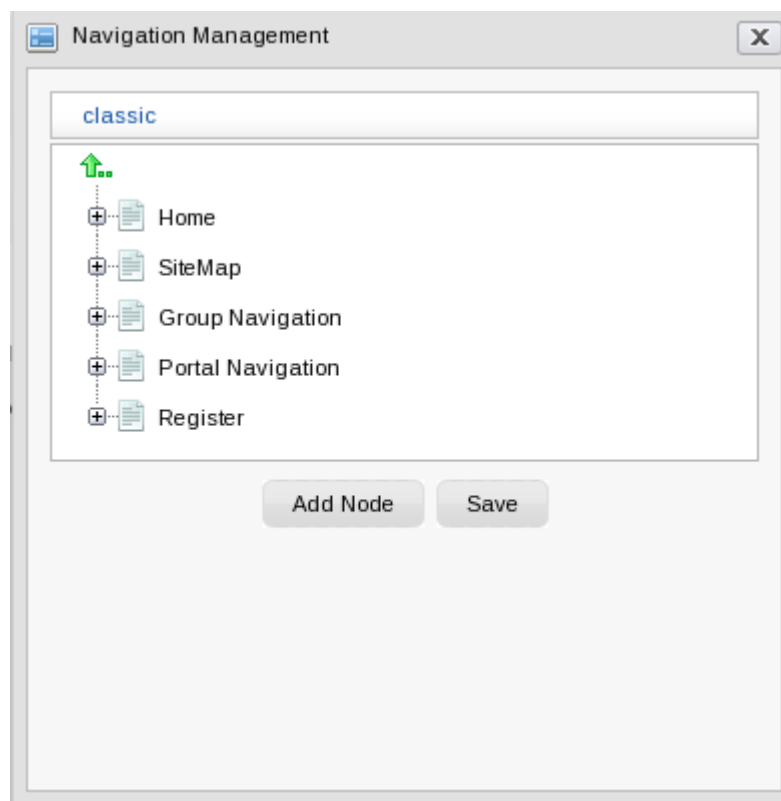 Navigation Management
classic
Home
SiteMap
Group Navigation
Portal Navigation
Register
Add Node Save